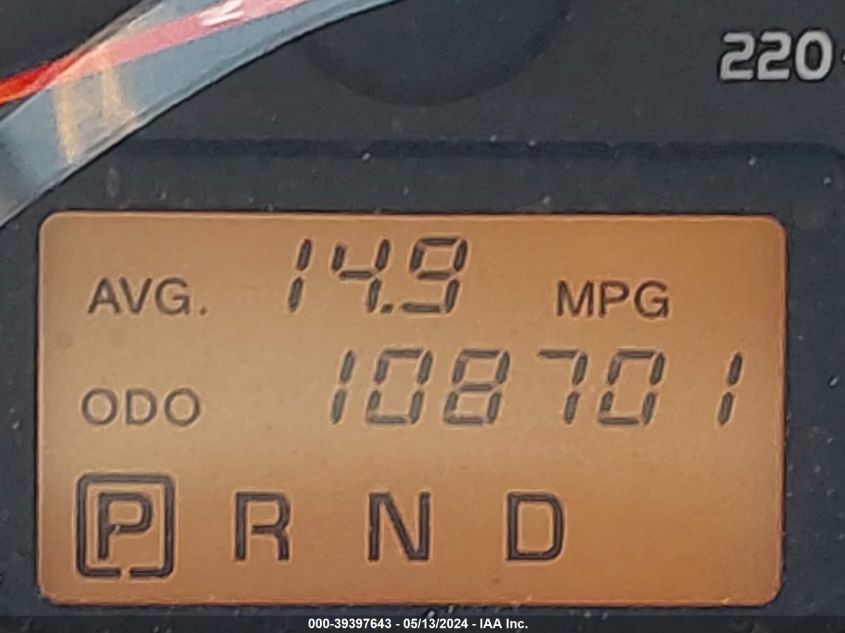 220
AVG. 14.9 MPG
ODO 108701
P R N D
000-39397643 - 05/13/2024 - IAA Inc.